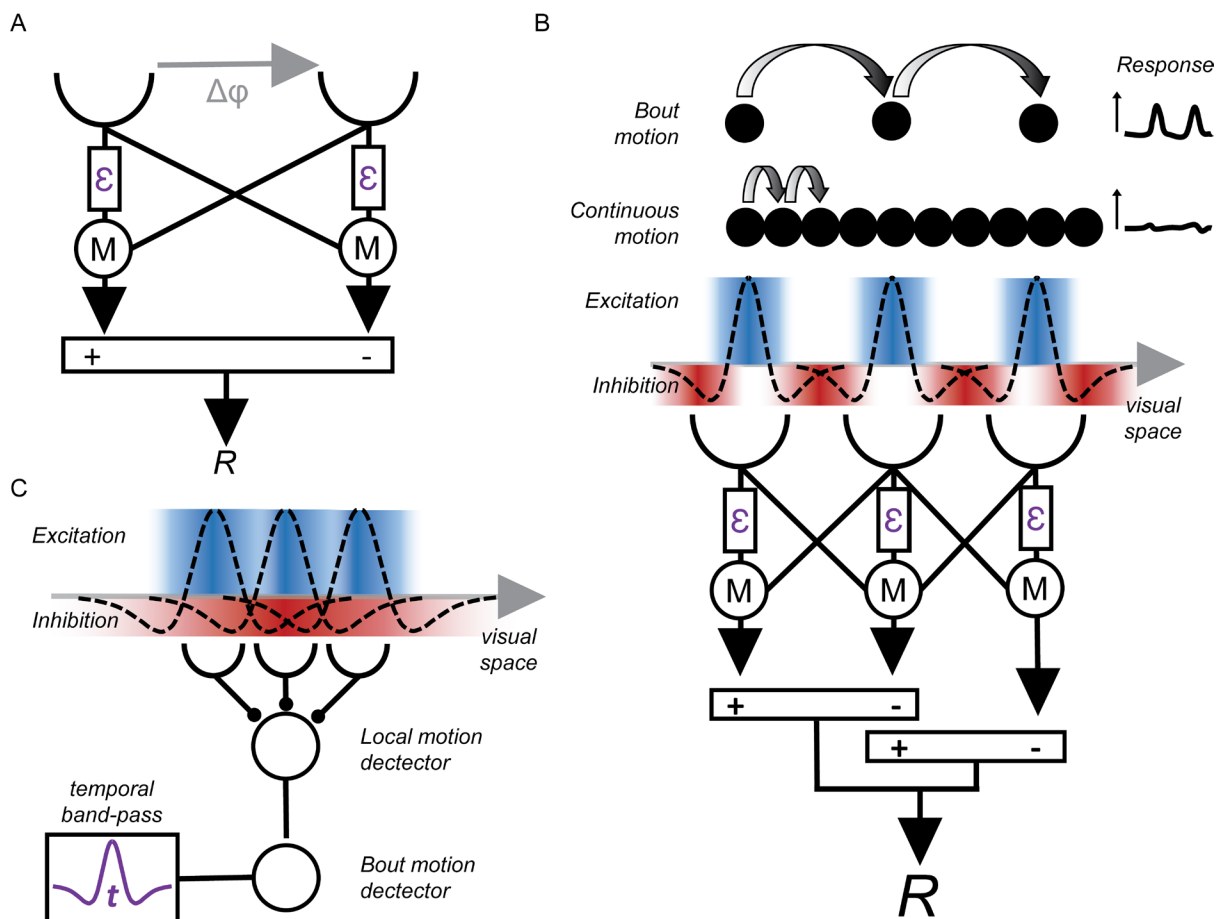 A
Δφ
ε
ε
M
M
+
-
R
B
Response
Bout
motion
Continuous
motion
Excitation
Inhibition
visual
space
ε
ε
ε
M
M
M
+
-
+
-
R
C
Excitation
Inhibition
visual
space
Local motion
dectector
temporal
band-pass
t
Bout motion
dectector